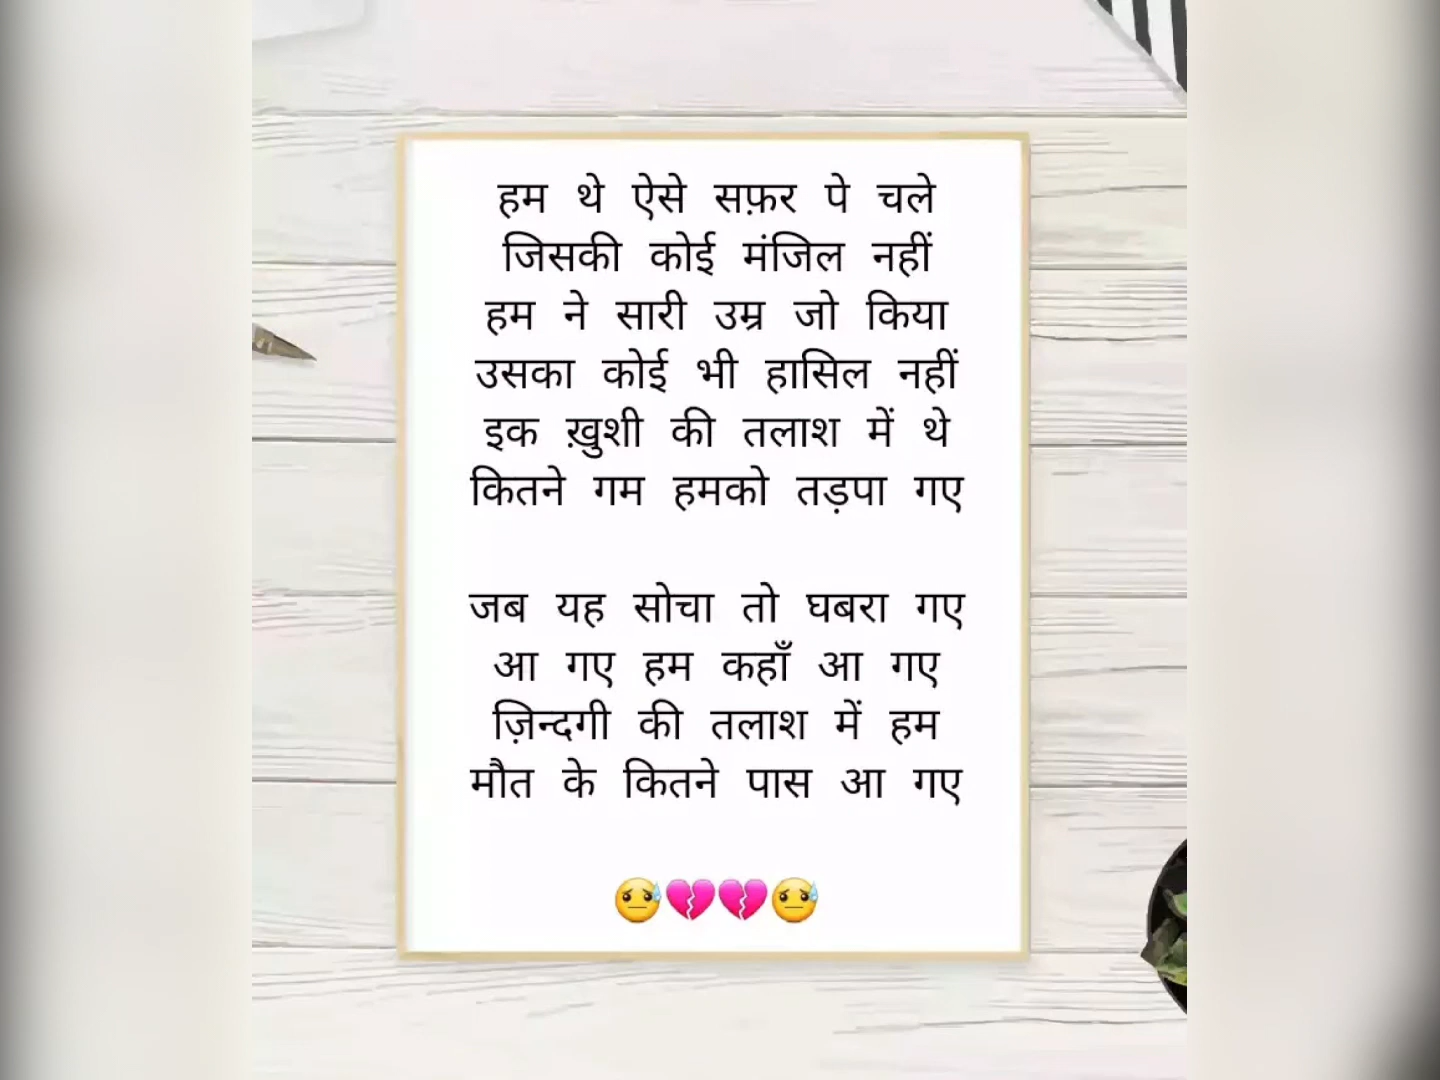 हम थे ऐसे सफ़र पे चले
जिसकी कोई मंजिल नहीं
हम ने सारी उम्र जो किया
उसका कोई भी हासिल नहीं
इक ख़ुशी की तलाश में थे
कितने गम हमको तड़पा गए
जब यह सोचा तो घबरा गए
आ गए हम कहाँ आ गए
ज़िन्दगी की तलाश में हम
मौत के कितने पास आ गए
😓💔💔😓